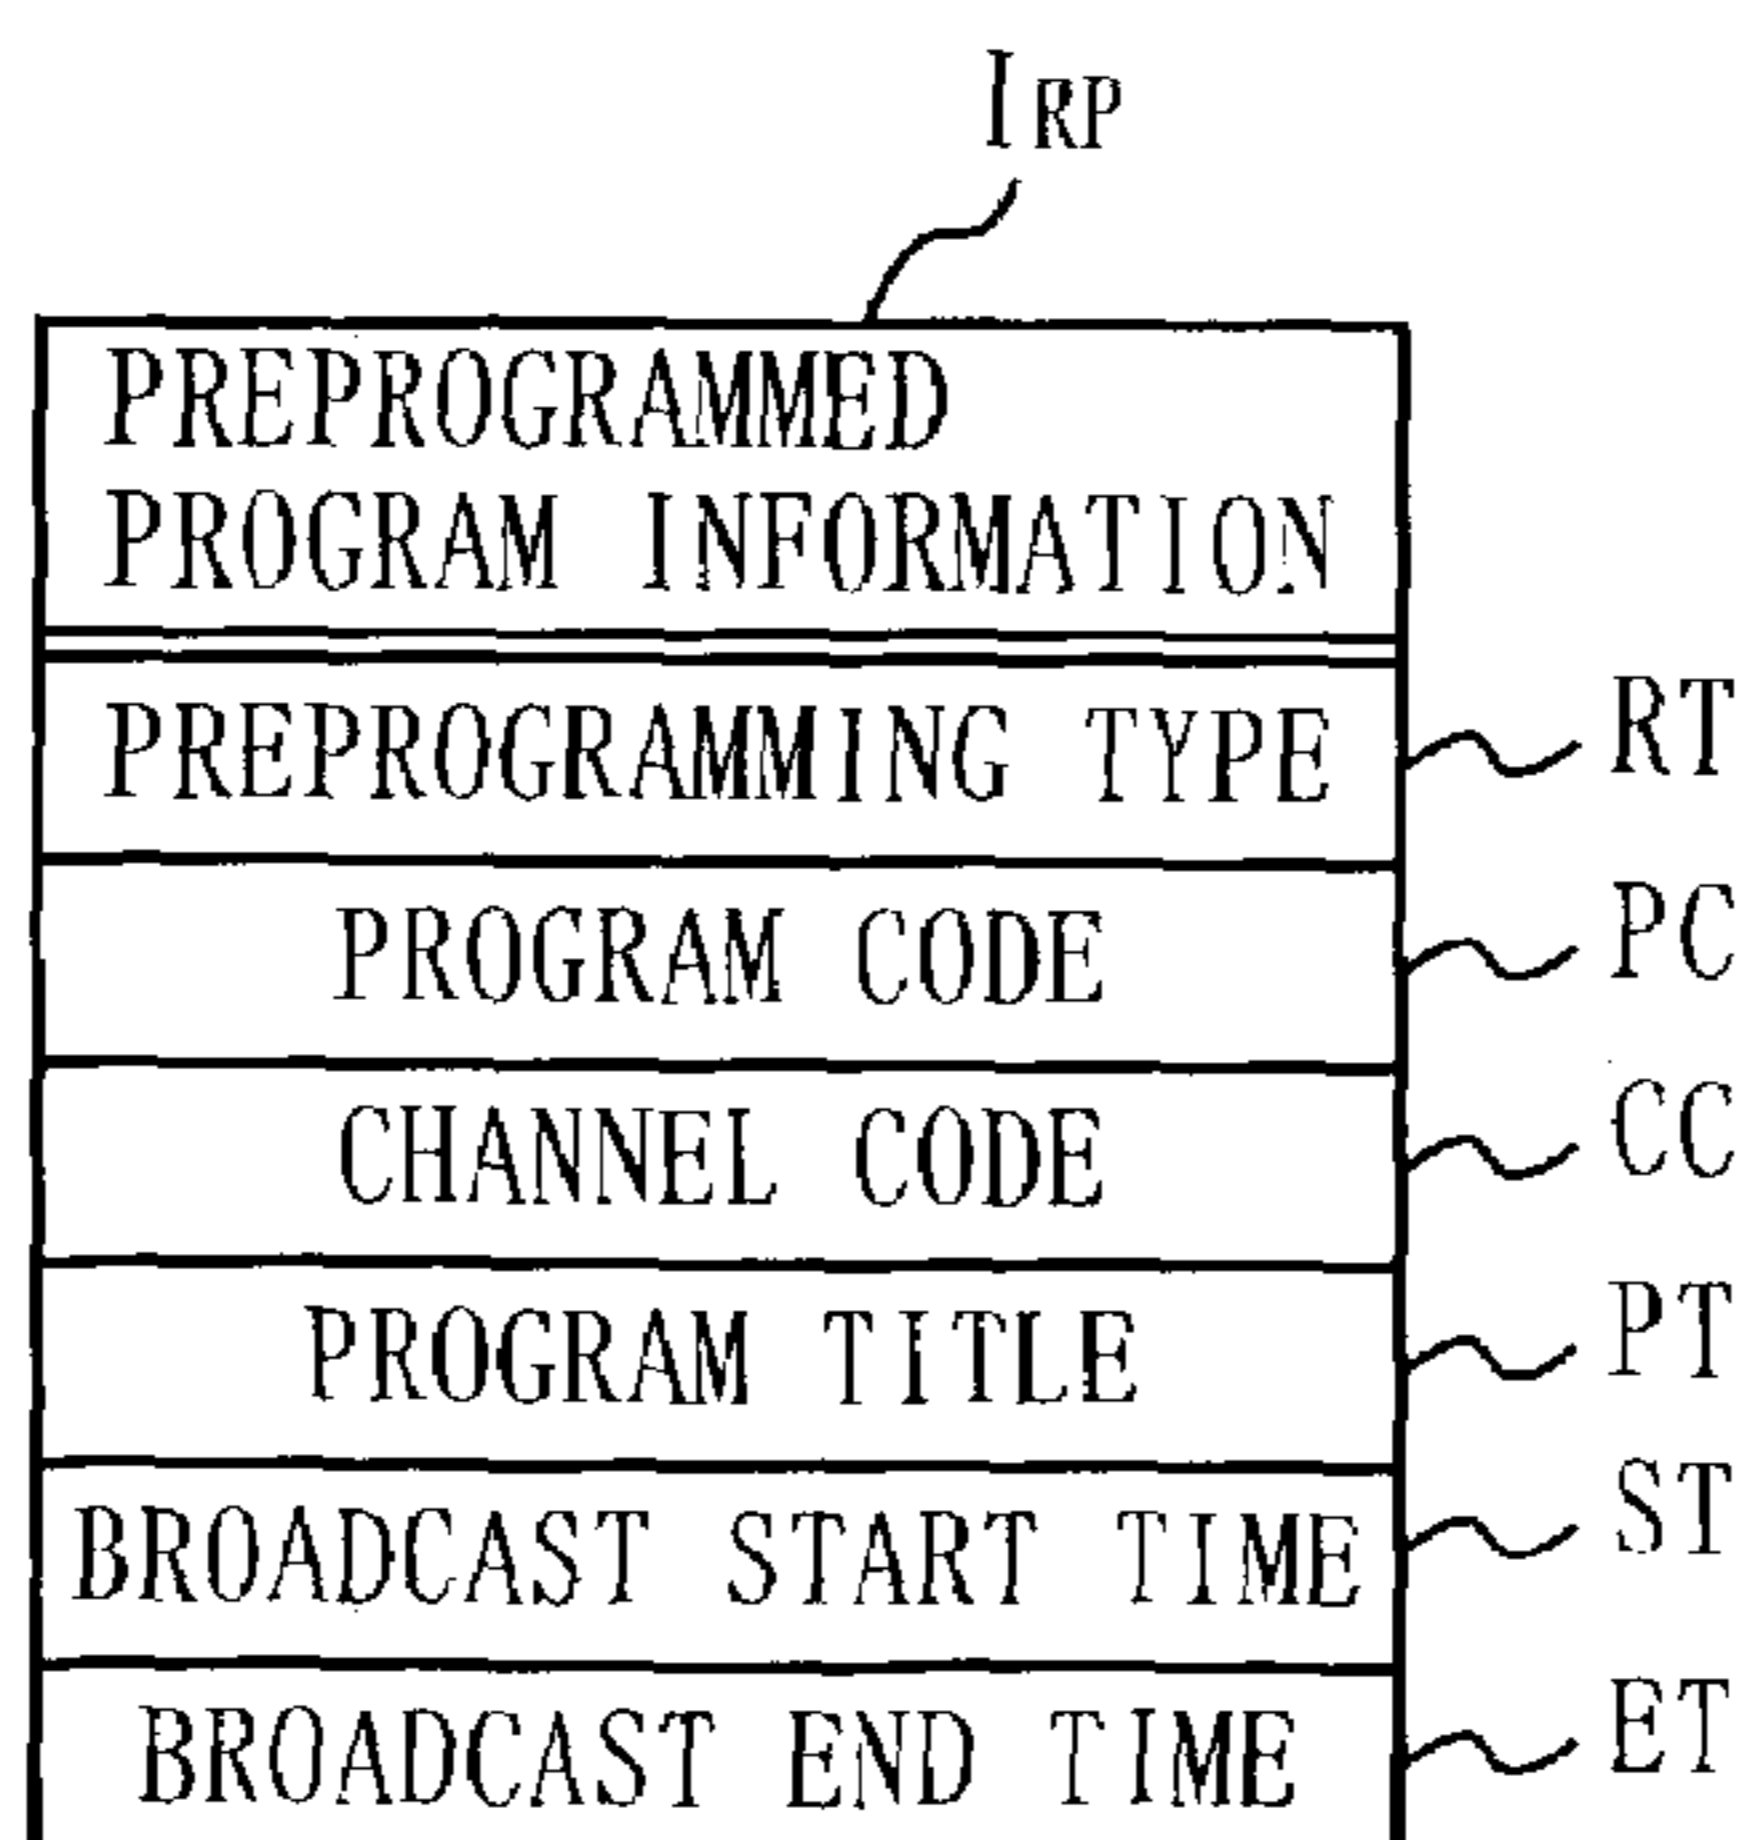 IRP
PREPROGRAMMED
PROGRAM INFORMATION
PREPROGRAMMING TYPE RT
PROGRAM CODE PC
CHANNEL CODE CC
PROGRAM TITLE PT
BROADCAST START TIME ST
BROADCAST END TIME ET